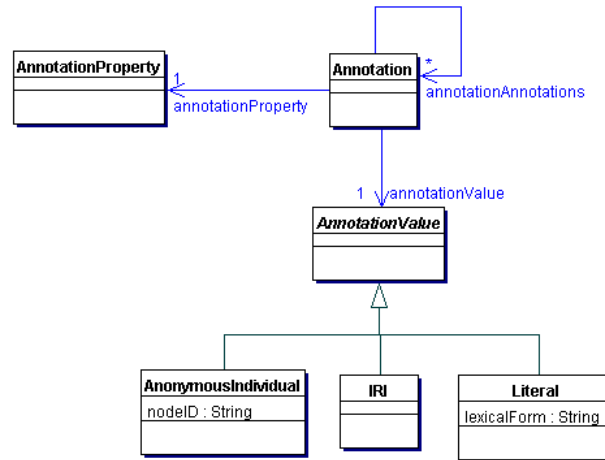 AnnotationProperty
1
annotationProperty
Annotation
*
annotationAnnotations
1
annotationValue
AnnotationValue
AnonymousIndividual
nodeID : String
IRI
Literal
lexicalForm : String